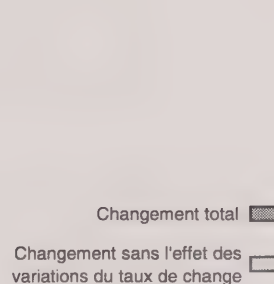 Changement total
Changement sans l'effet des
variations du taux de change